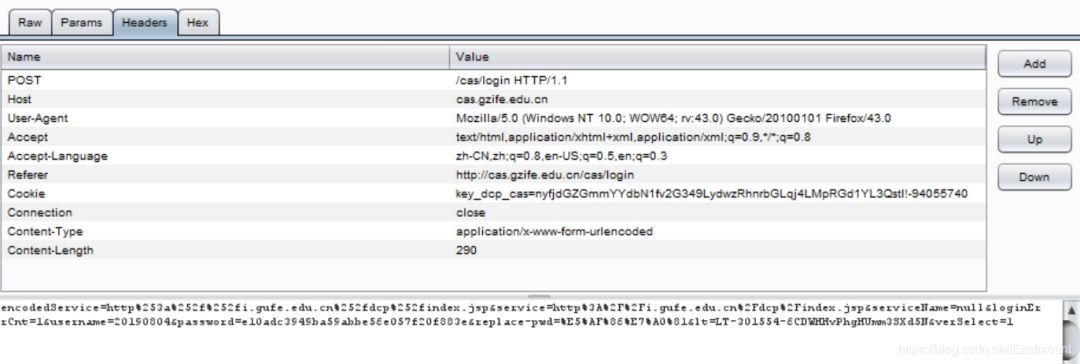 Raw Params Headers Hex
Name Value
POST /cas/login HTTP/1.1
Host cas.gzife.edu.cn
User-Agent Mozilla/5.0 (Windows NT 10.0; WOW64; rv:43.0) Gecko/20100101 Firefox/43.0
Accept text/html,application/xhtml+xml,application/xml;q=0.9,*/*;q=0.8
Accept-Language zh-CN,zh;q=0.8,en-US;q=0.5,en;q=0.3
Referer http://cas.gzife.edu.cn/cas/login
Cookie key_dcp_cas=nyfjdGZGmmYYdbN1fv2G349LydwzRhnrbGLqj4LMpRGd1YL3Qstl!-94055740
Connection close
Content-Type application/x-www-form-urlencoded
Content-Length 290
Add
Remove
Up
Down
encodedService=http%253a%252f%252fi.gufe.edu.cn%252fdcp%252findex.jsp&service=http%3A%2F%2Fi.gufe.edu.cn%2Fdcp%2Findex.jsp&serviceName=null&loginEr
rCnt=1&username=20190804&password=e10adc3949ba59abbe56e057f20f883e&replace-pwd=%E5%AF%86%E7%A0%81&lt=LT-301554-6CDWHHvPhgHUwm3SXd5N&verSelect=1
https://blog.csdn.net/Eastmount